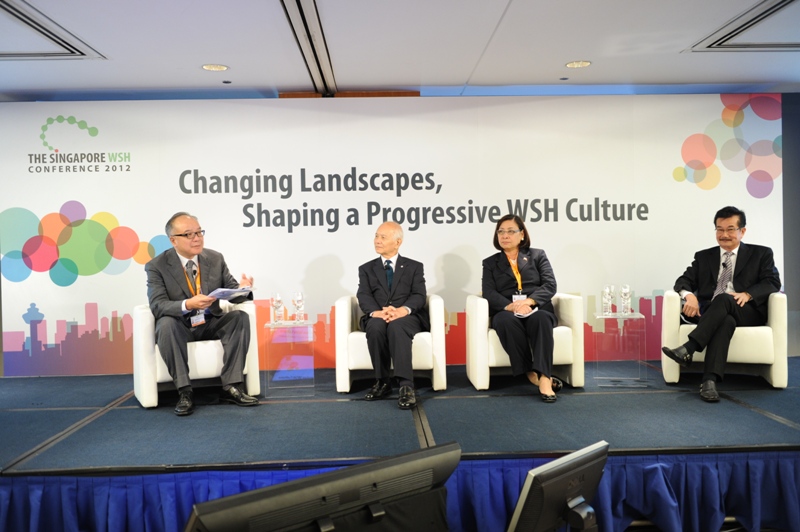 THE SINGAPORE WSH
CONFERENCE 2012
Changing Landscapes,
Shaping a Progressive WSH Culture